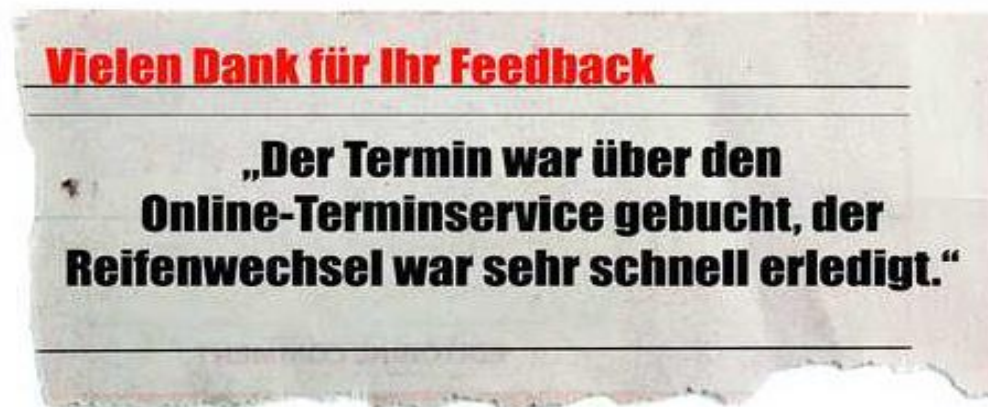 Vielen Dank für Ihr Feedback
„Der Termin war über den
Online-Terminservice gebucht, der
Reifenwechsel war sehr schnell erledigt.“